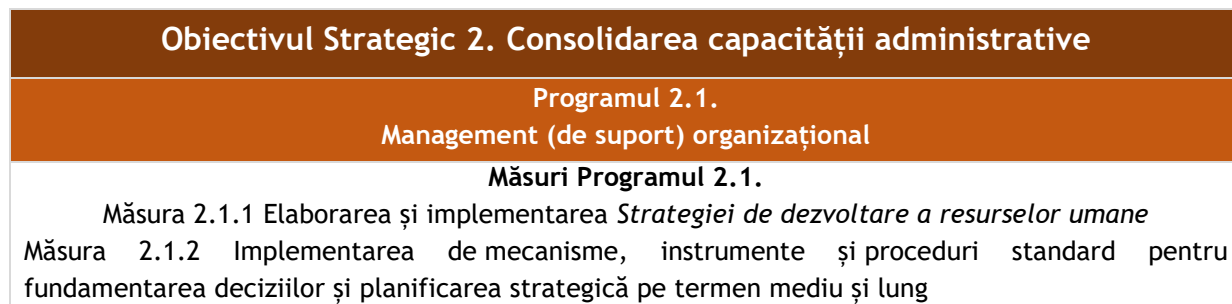 Obiectivul Strategic 2. Consolidarea capacității administrative
Programul 2.1.
Management (de suport) organizațional
Măsuri Programul 2.1.
Măsura 2.1.1 Elaborarea și implementarea Strategiei de dezvoltare a resurselor umane
Măsura 2.1.2 Implementarea de mecanisme, instrumente și proceduri standard pentru
fundamentarea deciziilor și planificarea strategică pe termen mediu și lung